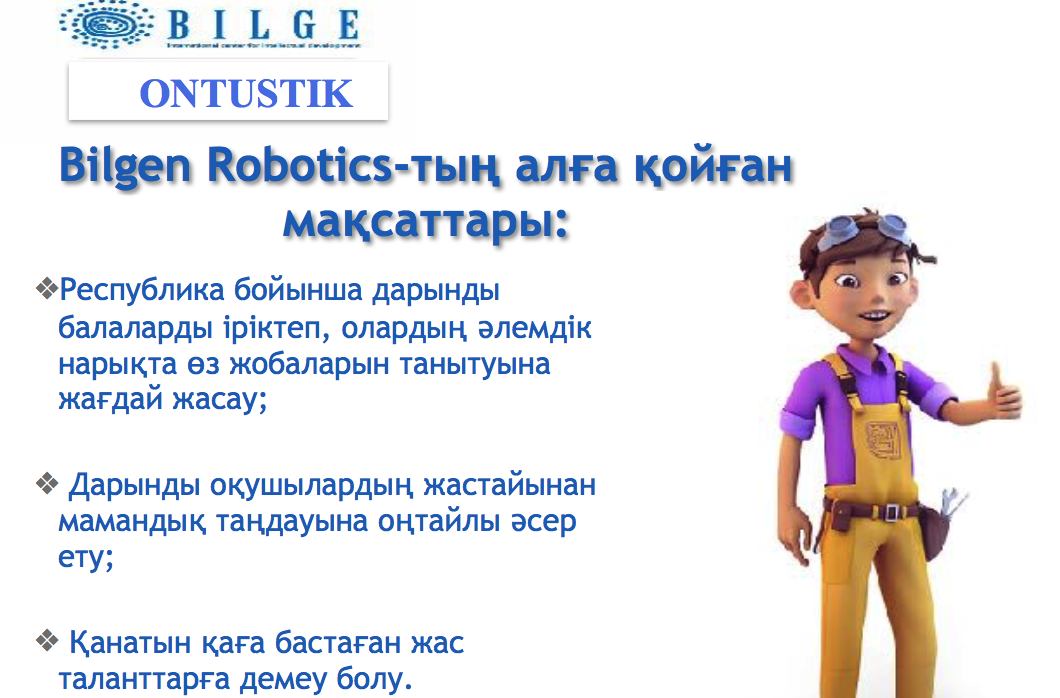 BILGE
International center for intellectual development
ONTUSTIK
Bilgen Robotics-тың алға қойған
мақсаттары:
❖Республика бойынша дарынды
балаларды іріктеп, олардың әлемдік
нарықта өз жобаларын танытуына
жағдай жасау;
❖ Дарынды оқушылардың жастайынан
мамандық таңдауына оңтайлы әсер
ету;
❖ Қанатын қаға бастаған жас
таланттарға демеу болу.